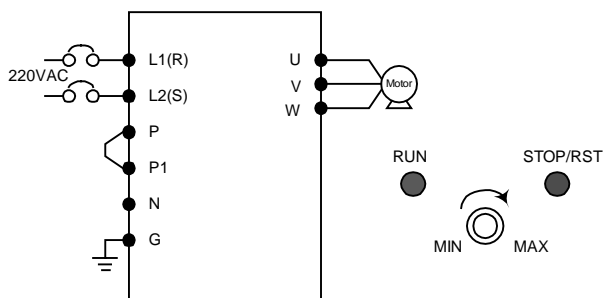 L1(R)
220VAC
L2(S)
P
P1
N
G
U
V
W
Motor
RUN
STOP/RST
MIN
MAX